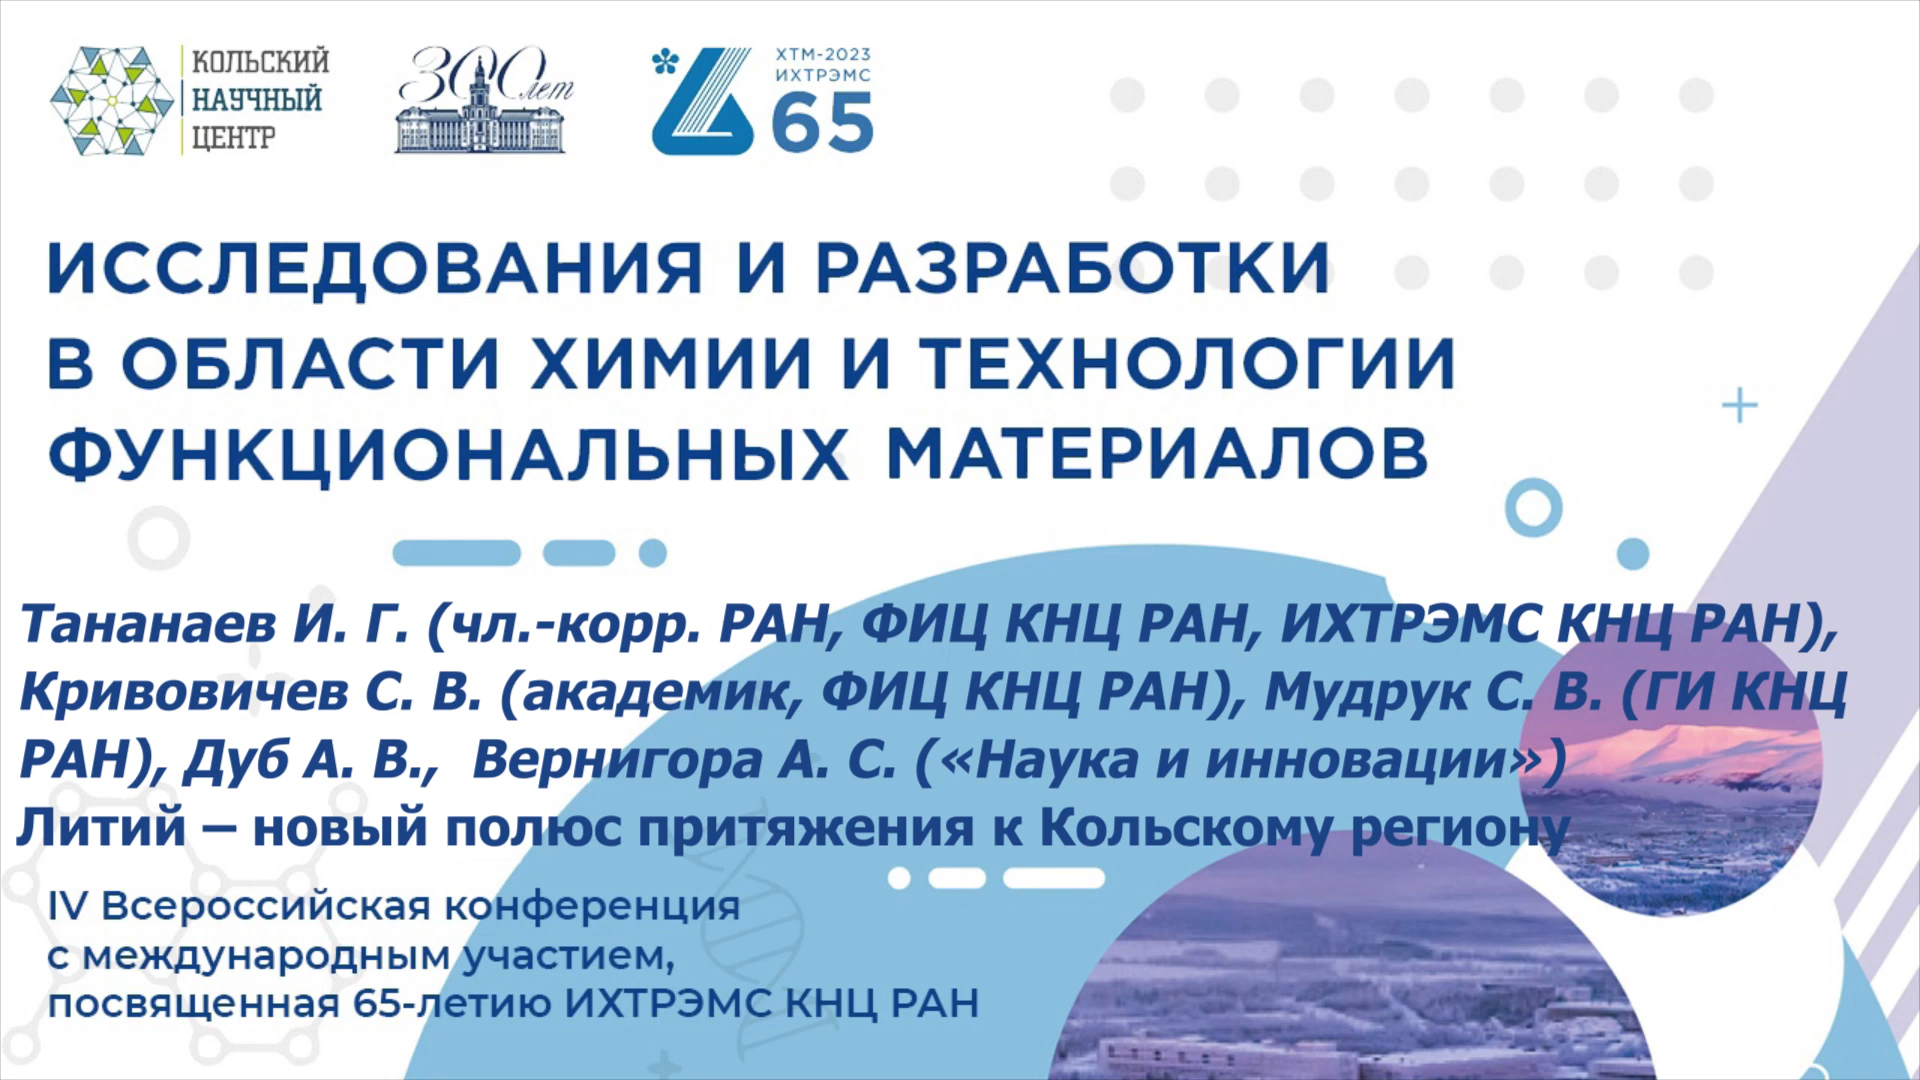 КОЛЬСКИЙ
НАУЧНЫЙ
ЦЕНТР
300 лет
ХТМ-2023
ИХТРЭМС
65
ИССЛЕДОВАНИЯ И РАЗРАБОТКИ
В ОБЛАСТИ ХИМИИ И ТЕХНОЛОГИИ
ФУНКЦИОНАЛЬНЫХ МАТЕРИАЛОВ
Тананаев И. Г. (чл.-корр. РАН, ФИЦ КНЦ РАН, ИХТРЭМС КНЦ РАН),
Кривовичев С. В. (академик, ФИЦ КНЦ РАН), Мудрук С. В. (ГИ КНЦ
РАН), Дуб А. В., Вернигора А. С. («Наука и инновации»)
Литий – новый полюс притяжения к Кольскому региону
IV Всероссийская конференция
с международным участием,
посвященная 65-летию ИХТРЭМС КНЦ РАН